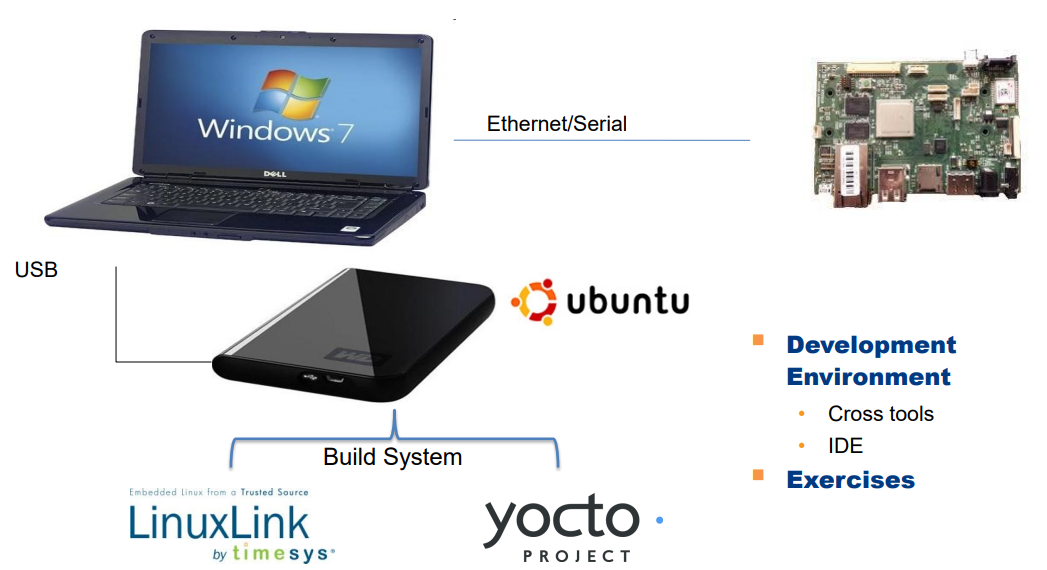 Windows 7
DELL
Ethernet/Serial
USB
WD
ubuntu
Development
Environment
Cross tools
IDE
Exercises
Build System
Embedded Linux from a Trusted Source
LinuxLink
by timesys®
yocto
PROJECT